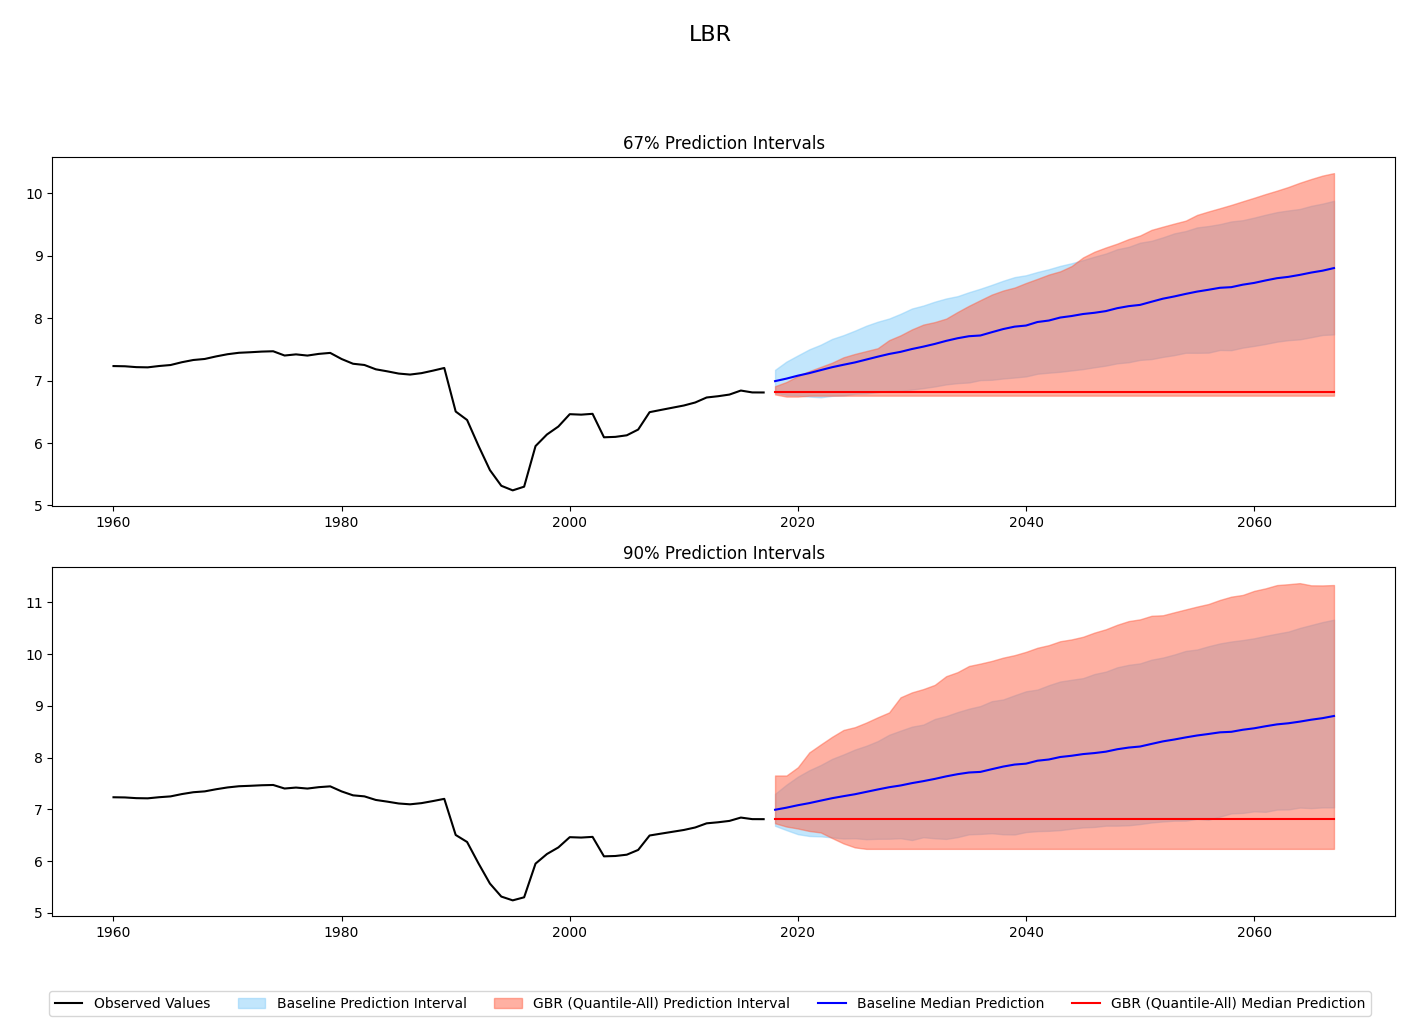 LBR
67% Prediction Intervals
10
9
8
7
6
5
1960 1980 2000 2020 2040 2060
90% Prediction Intervals
11
10
9
8
7
6
5
1960 1980 2000 2020 2040 2060
Observed Values Baseline Prediction Interval GBR (Quantile-All) Prediction Interval Baseline Median Prediction GBR (Quantile-All) Median Prediction